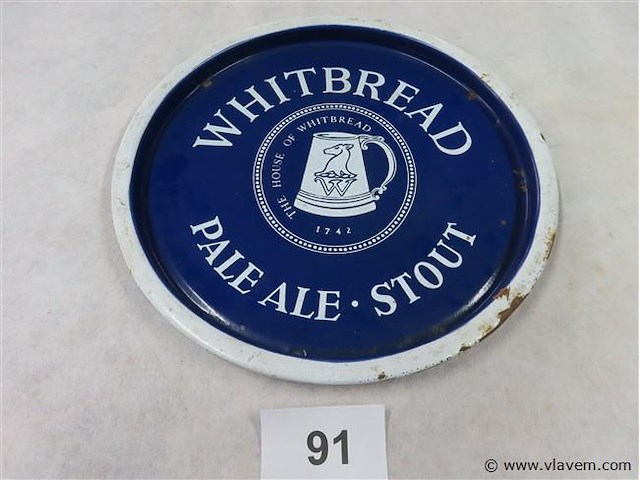 WHITBREAD
THE HOUSE OF WHITBREAD
W
1742
PALE ALE · STOUT
91
© www.vlavem.com